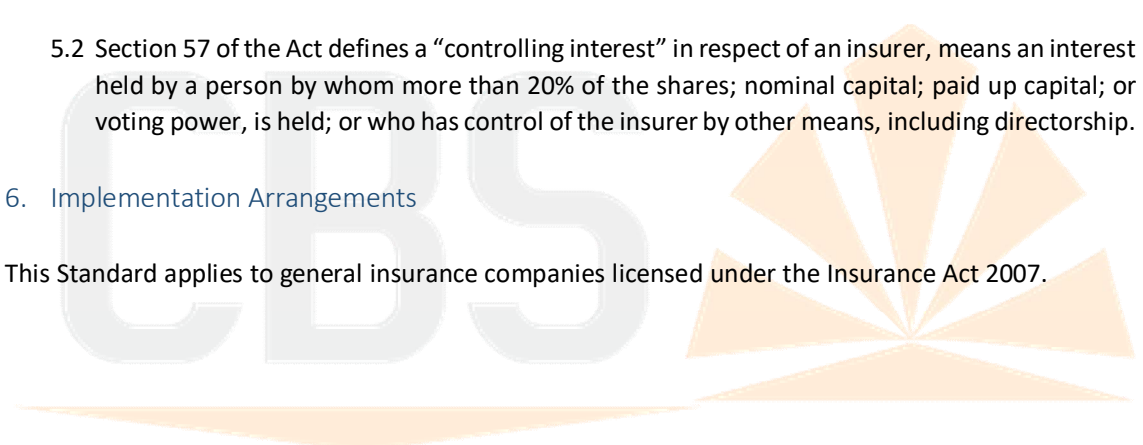 5.2 Section 57 of the Act defines a “controlling interest” in respect of an insurer, means an interest
held by a person by whom more than 20% of the shares; nominal capital; paid up capital; or
voting power, is held; or who has control of the insurer by other means, including directorship.
6. Implementation Arrangements
This Standard applies to general insurance companies licensed under the Insurance Act 2007.
CBS